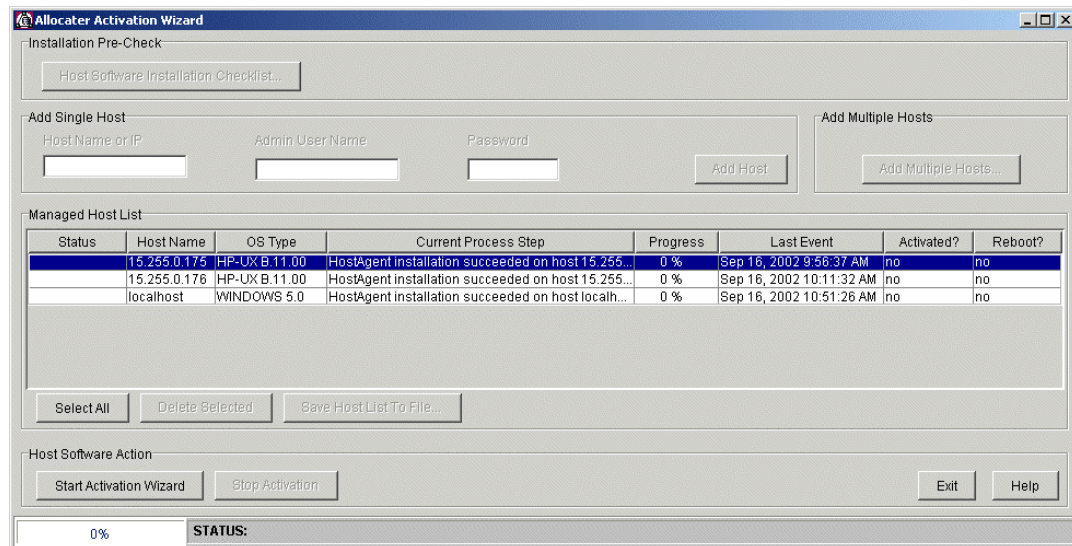 Allocater Activation Wizard
Installation Pre-Check
Host Software Installation Checklist...
Add Single Host
Add Multiple Hosts
Host Name or IP Admin User Name Password
Add Host
Add Multiple Hosts...
Managed Host List
Status Host Name OS Type Current Process Step Progress Last Event Activated? Reboot?
15.255.0.175 HP-UX B.11.00 HostAgent installation succeeded on host 15.255... 0 % Sep 16, 2002 9:56:37 AM no no
15.255.0.176 HP-UX B.11.00 HostAgent installation succeeded on host 15.255... 0 % Sep 16, 2002 10:11:32 AM no no
localhost WINDOWS 5.0 HostAgent installation succeeded on host localh... 0 % Sep 16, 2002 10:51:26 AM no no
Select All Delete Selected Save Host List To File...
Host Software Action
Start Activation Wizard Stop Activation Exit Help
0% STATUS: